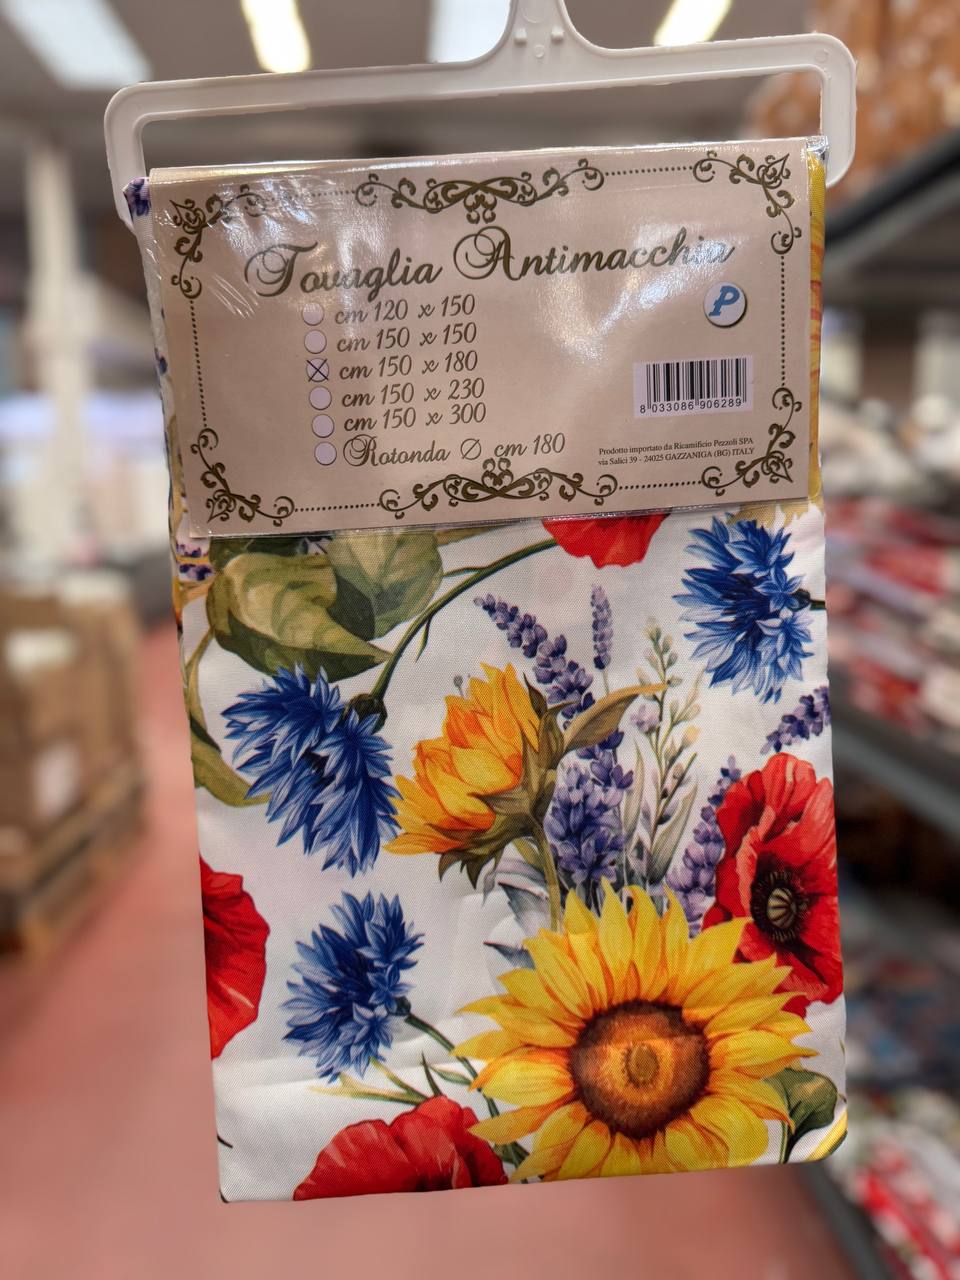 Tovaglia Antimacchia
cm 120 x 150
cm 150 x 150
cm 150 x 180
cm 150 x 230
cm 150 x 300
Rotonda Ø cm 180
P
8 033086 906289
Prodotto importato da Ricamificio Pezzoli SPA
via Salici 39 - 24025 GAZZANIGA (BG) ITALY